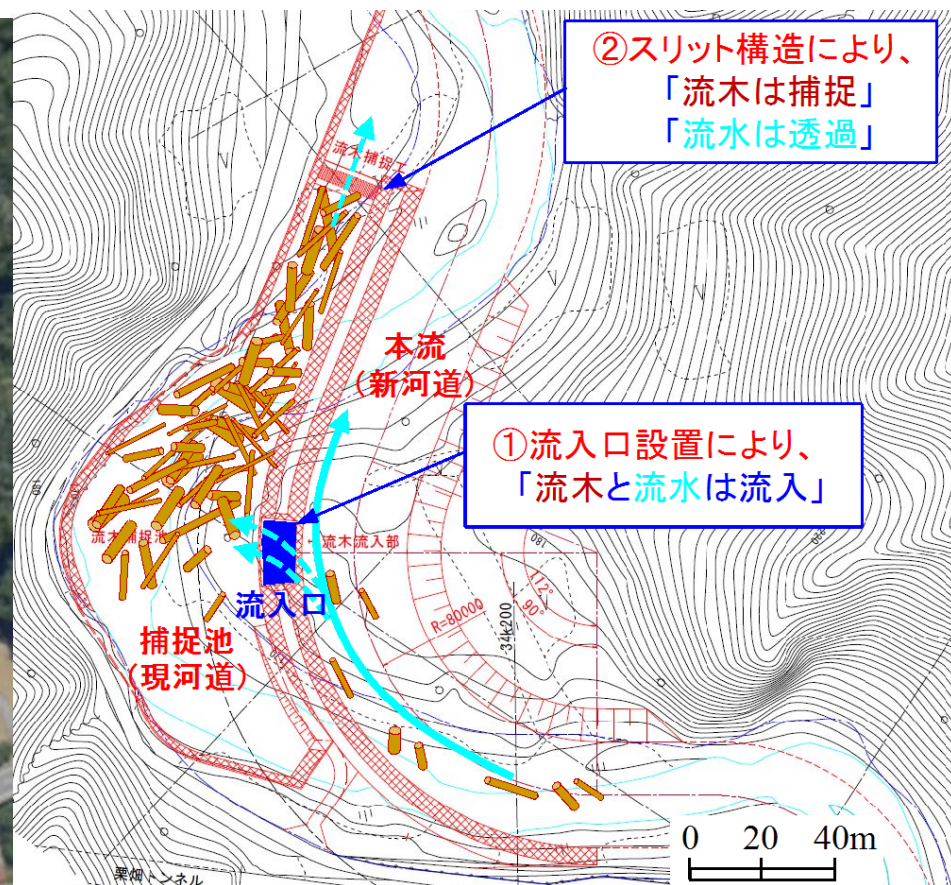 ②スリット構造により、
「流木は捕捉」
「流水は透過」
流木捕捉工
本流
(新河道)
①流入口設置により、
「流木と流水は流入」
180
流木捕捉池
流木流入部
流入口
捕捉池
(現河道)
180
220
112°
90°
R=80000
34k200
0 20 40m
栗畑トンネル